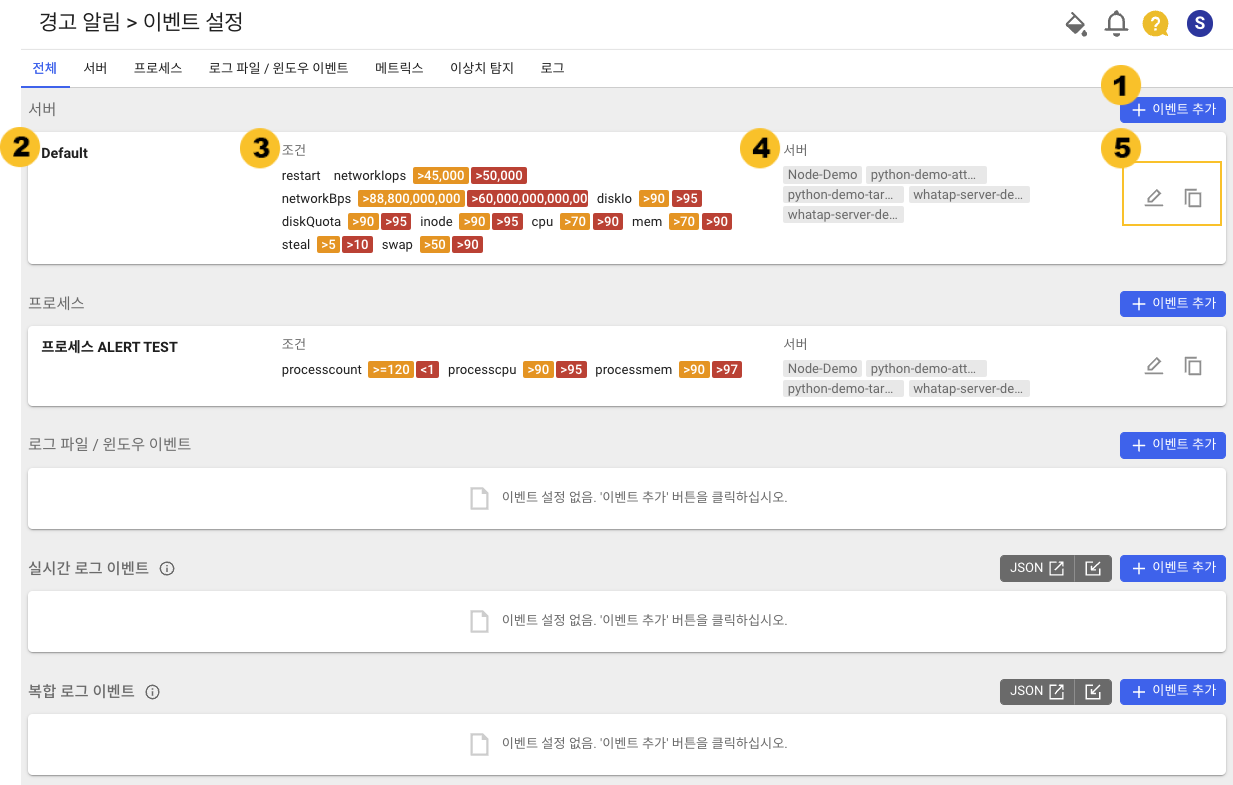 경고 알림 > 이벤트 설정
? S
전체 서버 프로세스 로그 파일 / 윈도우 이벤트 메트릭스 이상치 탐지 로그
1
서버 + 이벤트 추가
2 Default 3 조건 4 서버 5
restart networkIops >45,000 >50,000 Node-Demo python-demo-att...
networkBps >88,800,000,000 >60,000,000,000,00 diskIo >90 >95 python-demo-tar... whatap-server-de...
diskQuota >90 >95 inode >90 >95 cpu >70 >90 mem >70 >90 whatap-server-de...
steal >5 >10 swap >50 >90
프로세스 + 이벤트 추가
프로세스 ALERT TEST 조건 서버
processcount >=120 <1 processcpu >90 >95 processmem >90 >97 Node-Demo python-demo-att...
python-demo-tar... whatap-server-de...
로그 파일 / 윈도우 이벤트 + 이벤트 추가
이벤트 설정 없음. '이벤트 추가' 버튼을 클릭하십시오.
실시간 로그 이벤트 JSON + 이벤트 추가
이벤트 설정 없음. '이벤트 추가' 버튼을 클릭하십시오.
복합 로그 이벤트 JSON + 이벤트 추가
이벤트 설정 없음. '이벤트 추가' 버튼을 클릭하십시오.